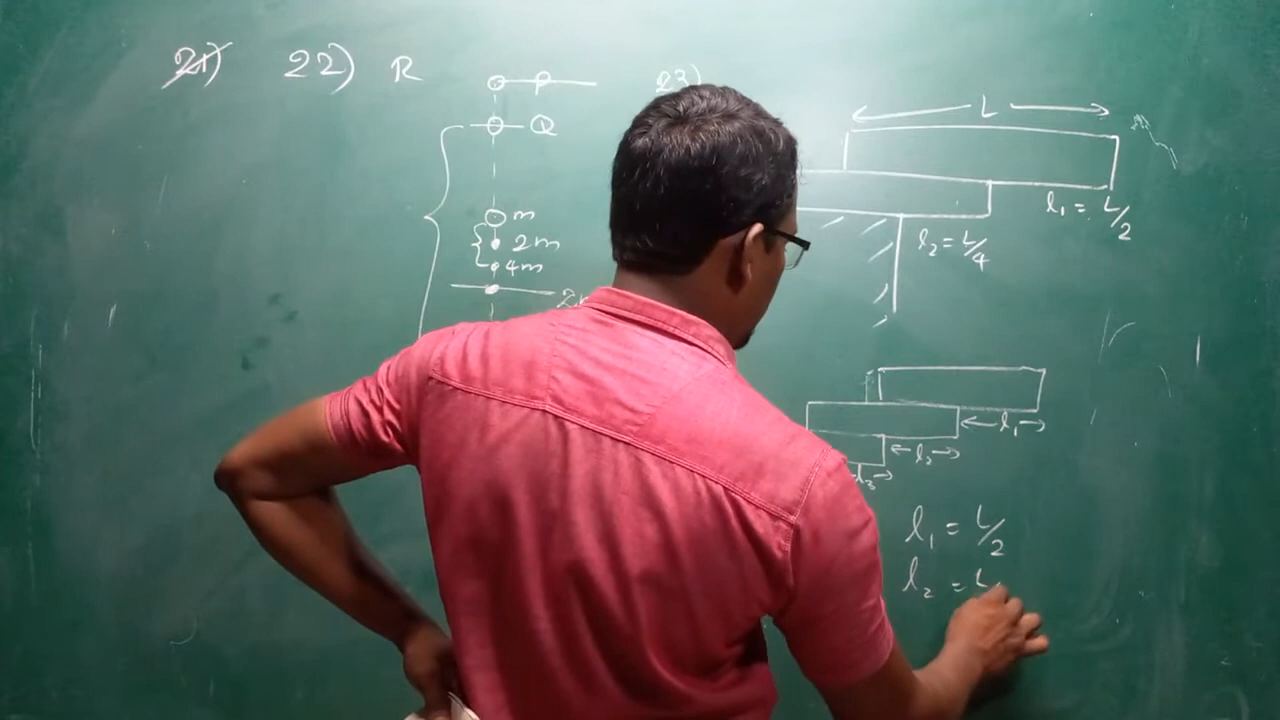 21) 22) R
P
Q
m
2m
4m
23)
L
l₁ = L/2
l₂ = L/4
l₁
l₂
l₃
l₁ = L/2
l₂ = L